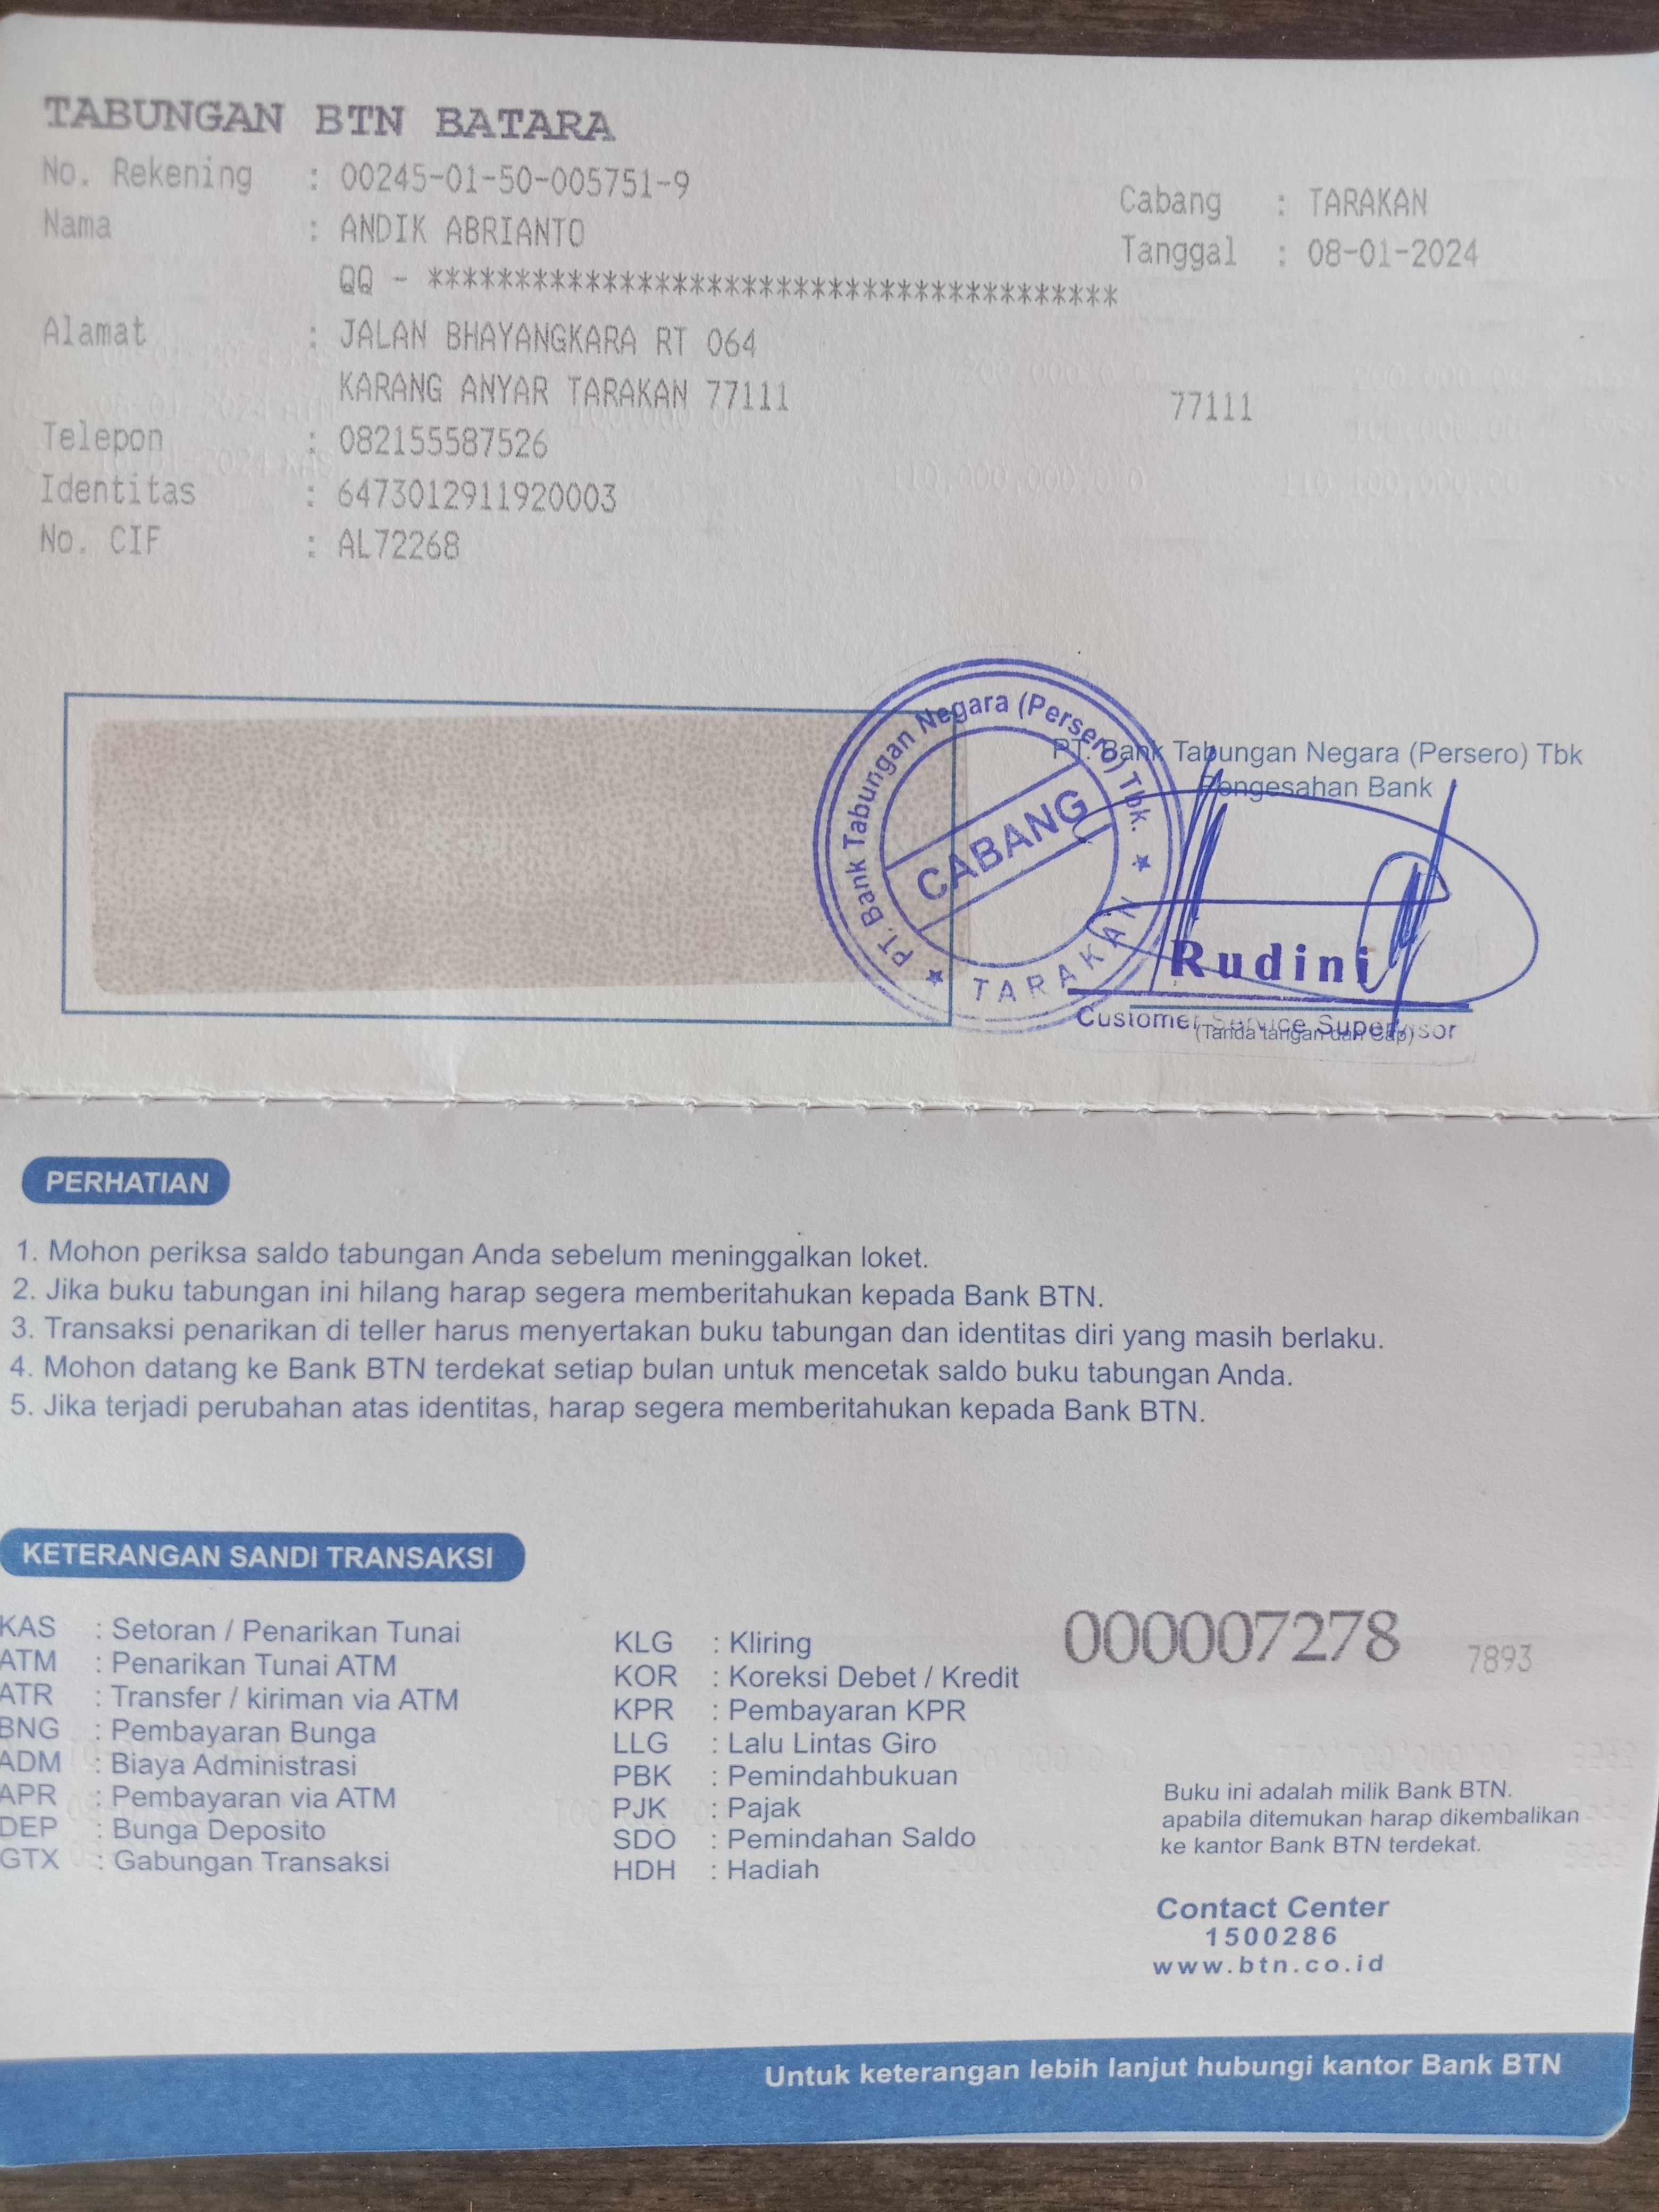 TABUNGAN BTN BATARA
No. Rekening : 00245-01-50-005751-9
Cabang : TARAKAN
Nama : ANDIK ABRIANTO
Tanggal : 08-01-2024
QQ - ****************************************
Alamat : JALAN BHAYANGKARA RT 064
KARANG ANYAR TARAKAN 77111 77111
Telepon : 082155587526
Identitas : 6473012911920003
No. CIF : AL72268
PT. Bank Tabungan Negara (Persero) Tbk.
CABANG
TARAKAN
PT. Bank Tabungan Negara (Persero) Tbk
Pengesahan Bank
Rudini
Customer Service Supervisor
(Tanda tangan dan Cap)
PERHATIAN
1. Mohon periksa saldo tabungan Anda sebelum meninggalkan loket.
2. Jika buku tabungan ini hilang harap segera memberitahukan kepada Bank BTN.
3. Transaksi penarikan di teller harus menyertakan buku tabungan dan identitas diri yang masih berlaku.
4. Mohon datang ke Bank BTN terdekat setiap bulan untuk mencetak saldo buku tabungan Anda.
5. Jika terjadi perubahan atas identitas, harap segera memberitahukan kepada Bank BTN.
KETERANGAN SANDI TRANSAKSI
KAS : Setoran / Penarikan Tunai
ATM : Penarikan Tunai ATM
ATR : Transfer / kiriman via ATM
BNG : Pembayaran Bunga
ADM : Biaya Administrasi
APR : Pembayaran via ATM
DEP : Bunga Deposito
GTX : Gabungan Transaksi
KLG : Kliring
KOR : Koreksi Debet / Kredit
KPR : Pembayaran KPR
LLG : Lalu Lintas Giro
PBK : Pemindahbukuan
PJK : Pajak
SDO : Pemindahan Saldo
HDH : Hadiah
000007278 7893
Buku ini adalah milik Bank BTN.
apabila ditemukan harap dikembalikan
ke kantor Bank BTN terdekat.
Contact Center
1500286
www.btn.co.id
Untuk keterangan lebih lanjut hubungi kantor Bank BTN